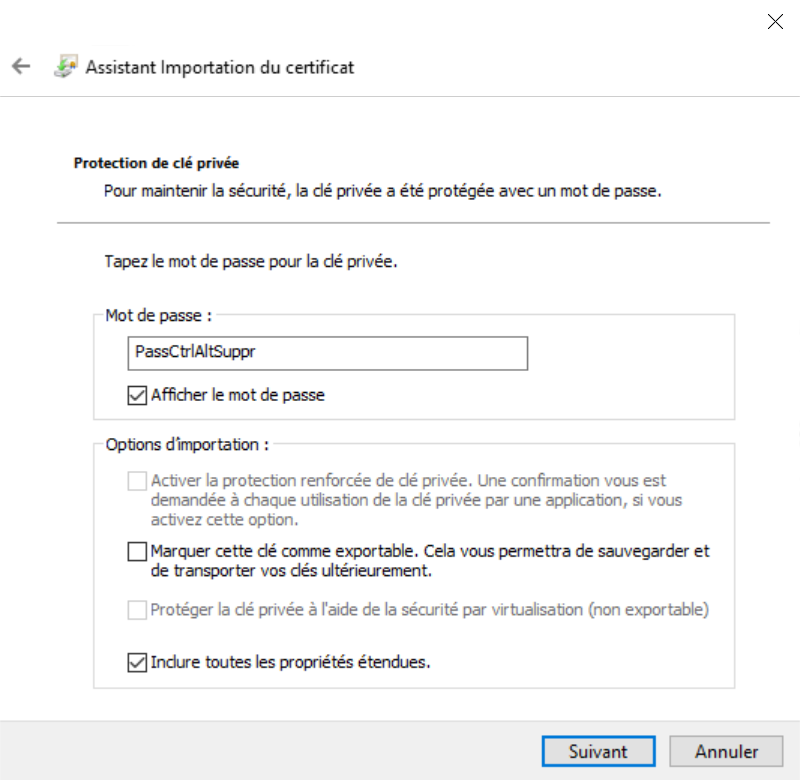 Assistant Importation du certificat
Protection de clé privée
Pour maintenir la sécurité, la clé privée a été protégée avec un mot de passe.
Tapez le mot de passe pour la clé privée.
Mot de passe :
PassCtrlAltSuppr
Afficher le mot de passe
Options d'importation :
Activer la protection renforcée de clé privée. Une confirmation vous est
demandée à chaque utilisation de la clé privée par une application, si vous
activez cette option.
Marquer cette clé comme exportable. Cela vous permettra de sauvegarder et
de transporter vos clés ultérieurement.
Protéger la clé privée à l'aide de la sécurité par virtualisation (non exportable)
Inclure toutes les propriétés étendues.
Suivant
Annuler